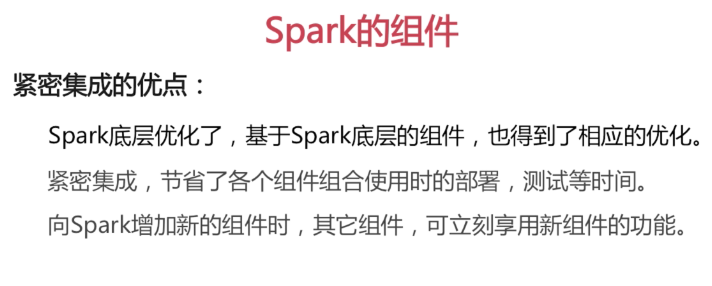 Spark的组件
紧密集成的优点：
Spark底层优化了，基于Spark底层的组件，也得到了相应的优化。
紧密集成，节省了各个组件组合使用时的部署，测试等时间。
向Spark增加新的组件时，其它组件，可立刻享用新组件的功能。